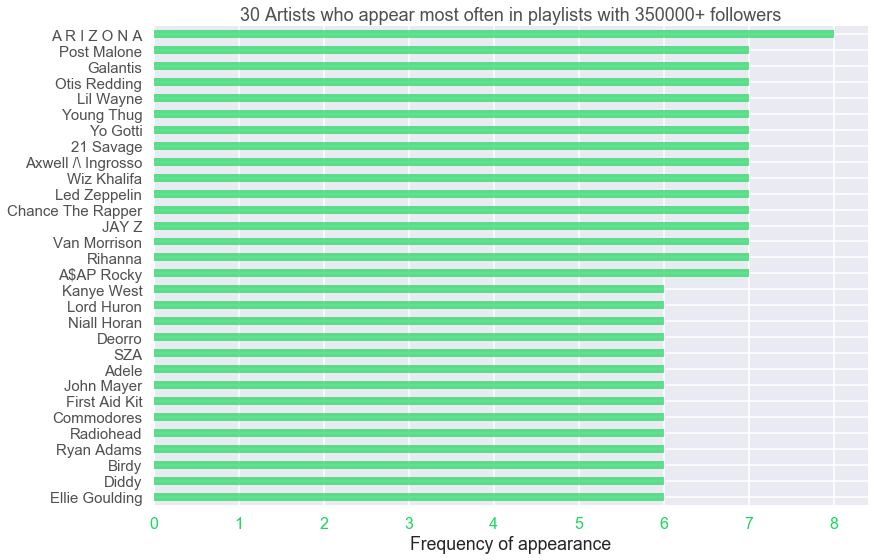 30 Artists who appear most often in playlists with 350000+ followers
A R I Z O N A
Post Malone
Galantis
Otis Redding
Lil Wayne
Young Thug
Yo Gotti
21 Savage
Axwell /\ Ingrosso
Wiz Khalifa
Led Zeppelin
Chance The Rapper
JAY Z
Van Morrison
Rihanna
A$AP Rocky
Kanye West
Lord Huron
Niall Horan
Deorro
SZA
Adele
John Mayer
First Aid Kit
Commodores
Radiohead
Ryan Adams
Birdy
Diddy
Ellie Goulding
0 1 2 3 4 5 6 7 8
Frequency of appearance